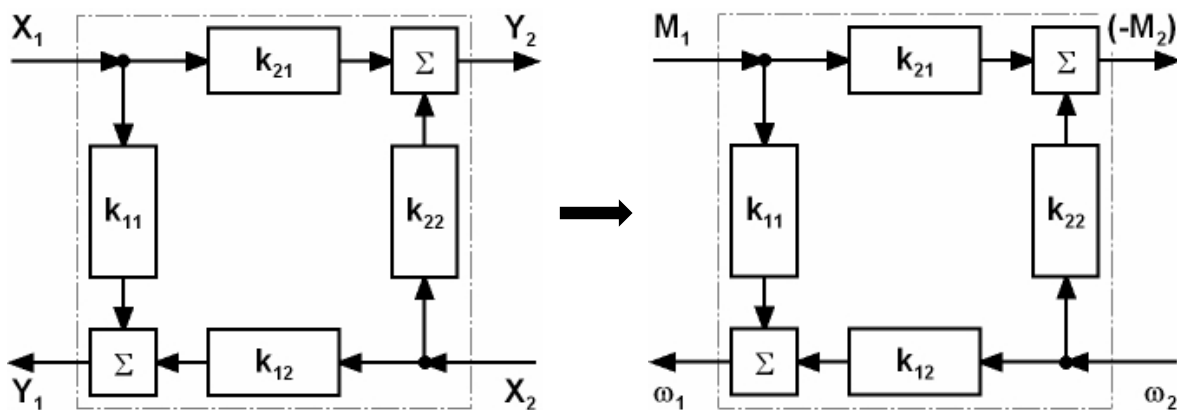 X₁ Y₂ M₁ (-M₂)
k₂₁ Σ k₂₁ Σ
k₁₁ k₂₂ k₁₁ k₂₂
Σ k₁₂ Σ k₁₂
Y₁ X₂ ω₁ ω₂